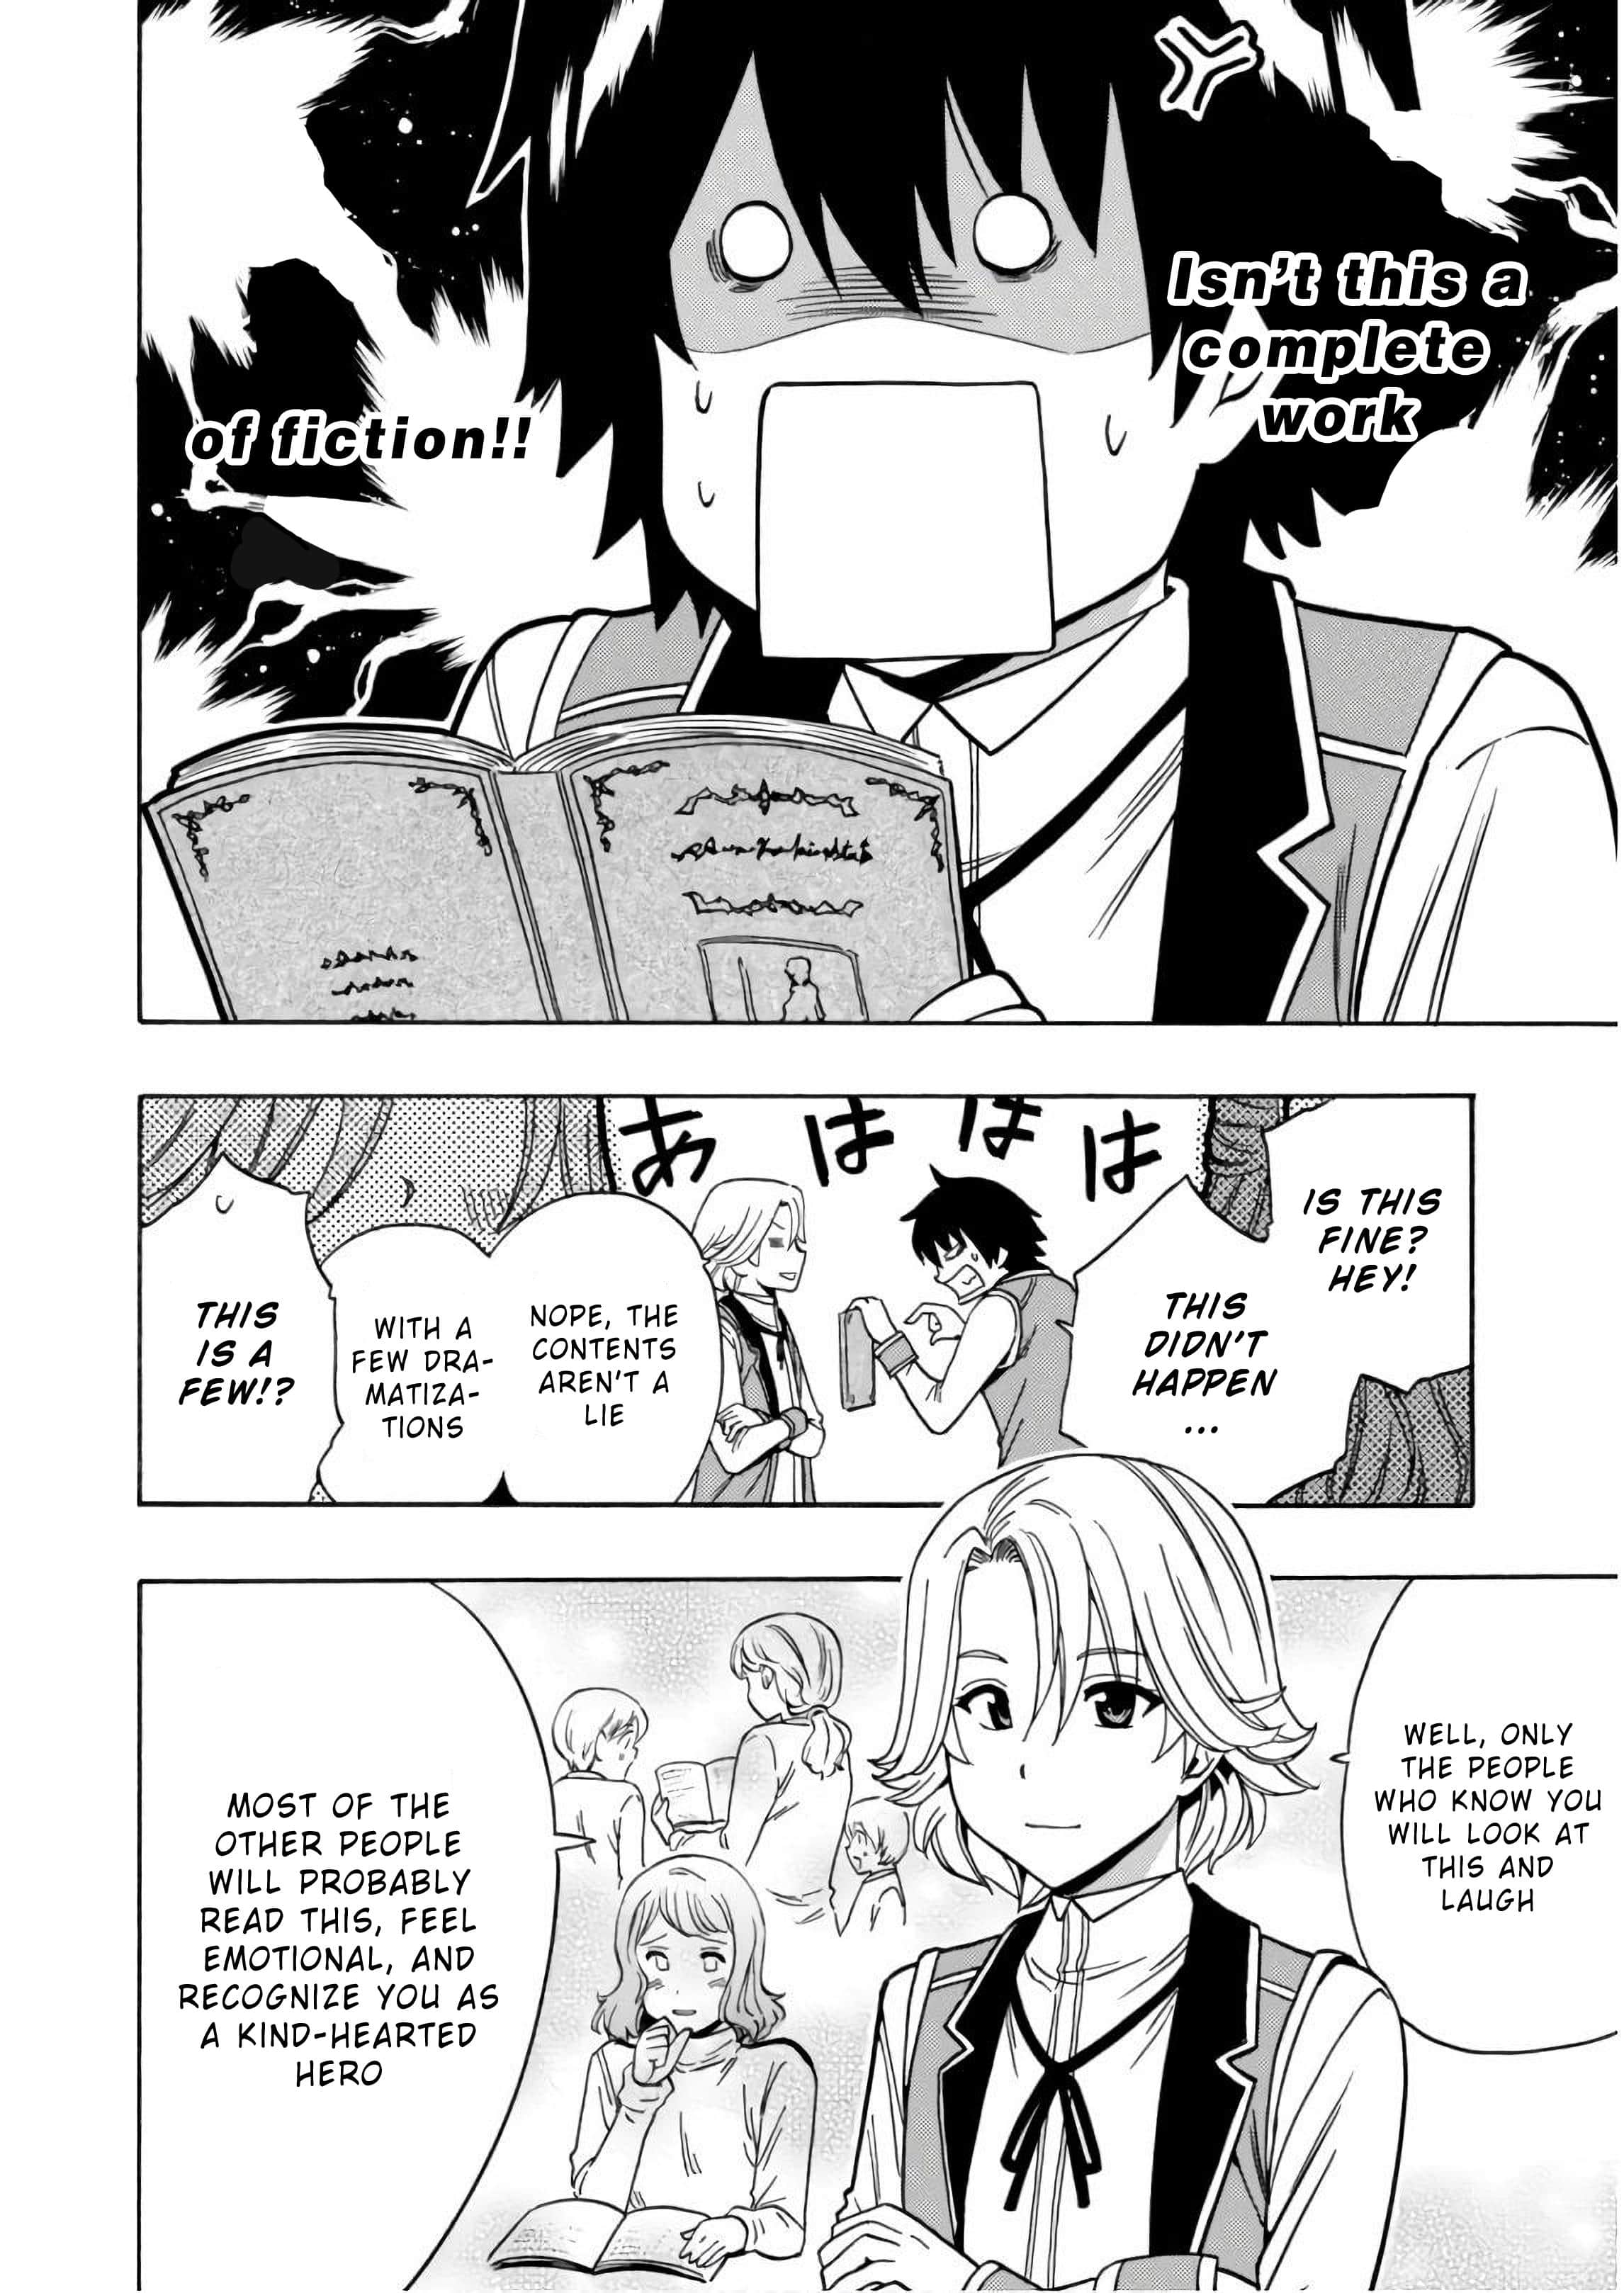 Isn't this a
complete
work
of fiction!!
IS THIS
FINE?
HEY!
THIS
DIDN'T
HAPPEN
...
あははは
NOPE, THE
CONTENTS
AREN'T A
LIE
WITH A
FEW DRA-
MATIZA-
TIONS
THIS
IS A
FEW!?
WELL, ONLY
THE PEOPLE
WHO KNOW YOU
WILL LOOK AT
THIS AND
LAUGH
MOST OF THE
OTHER PEOPLE
WILL PROBABLY
READ THIS, FEEL
EMOTIONAL, AND
RECOGNIZE YOU AS
A KIND-HEARTED
HERO